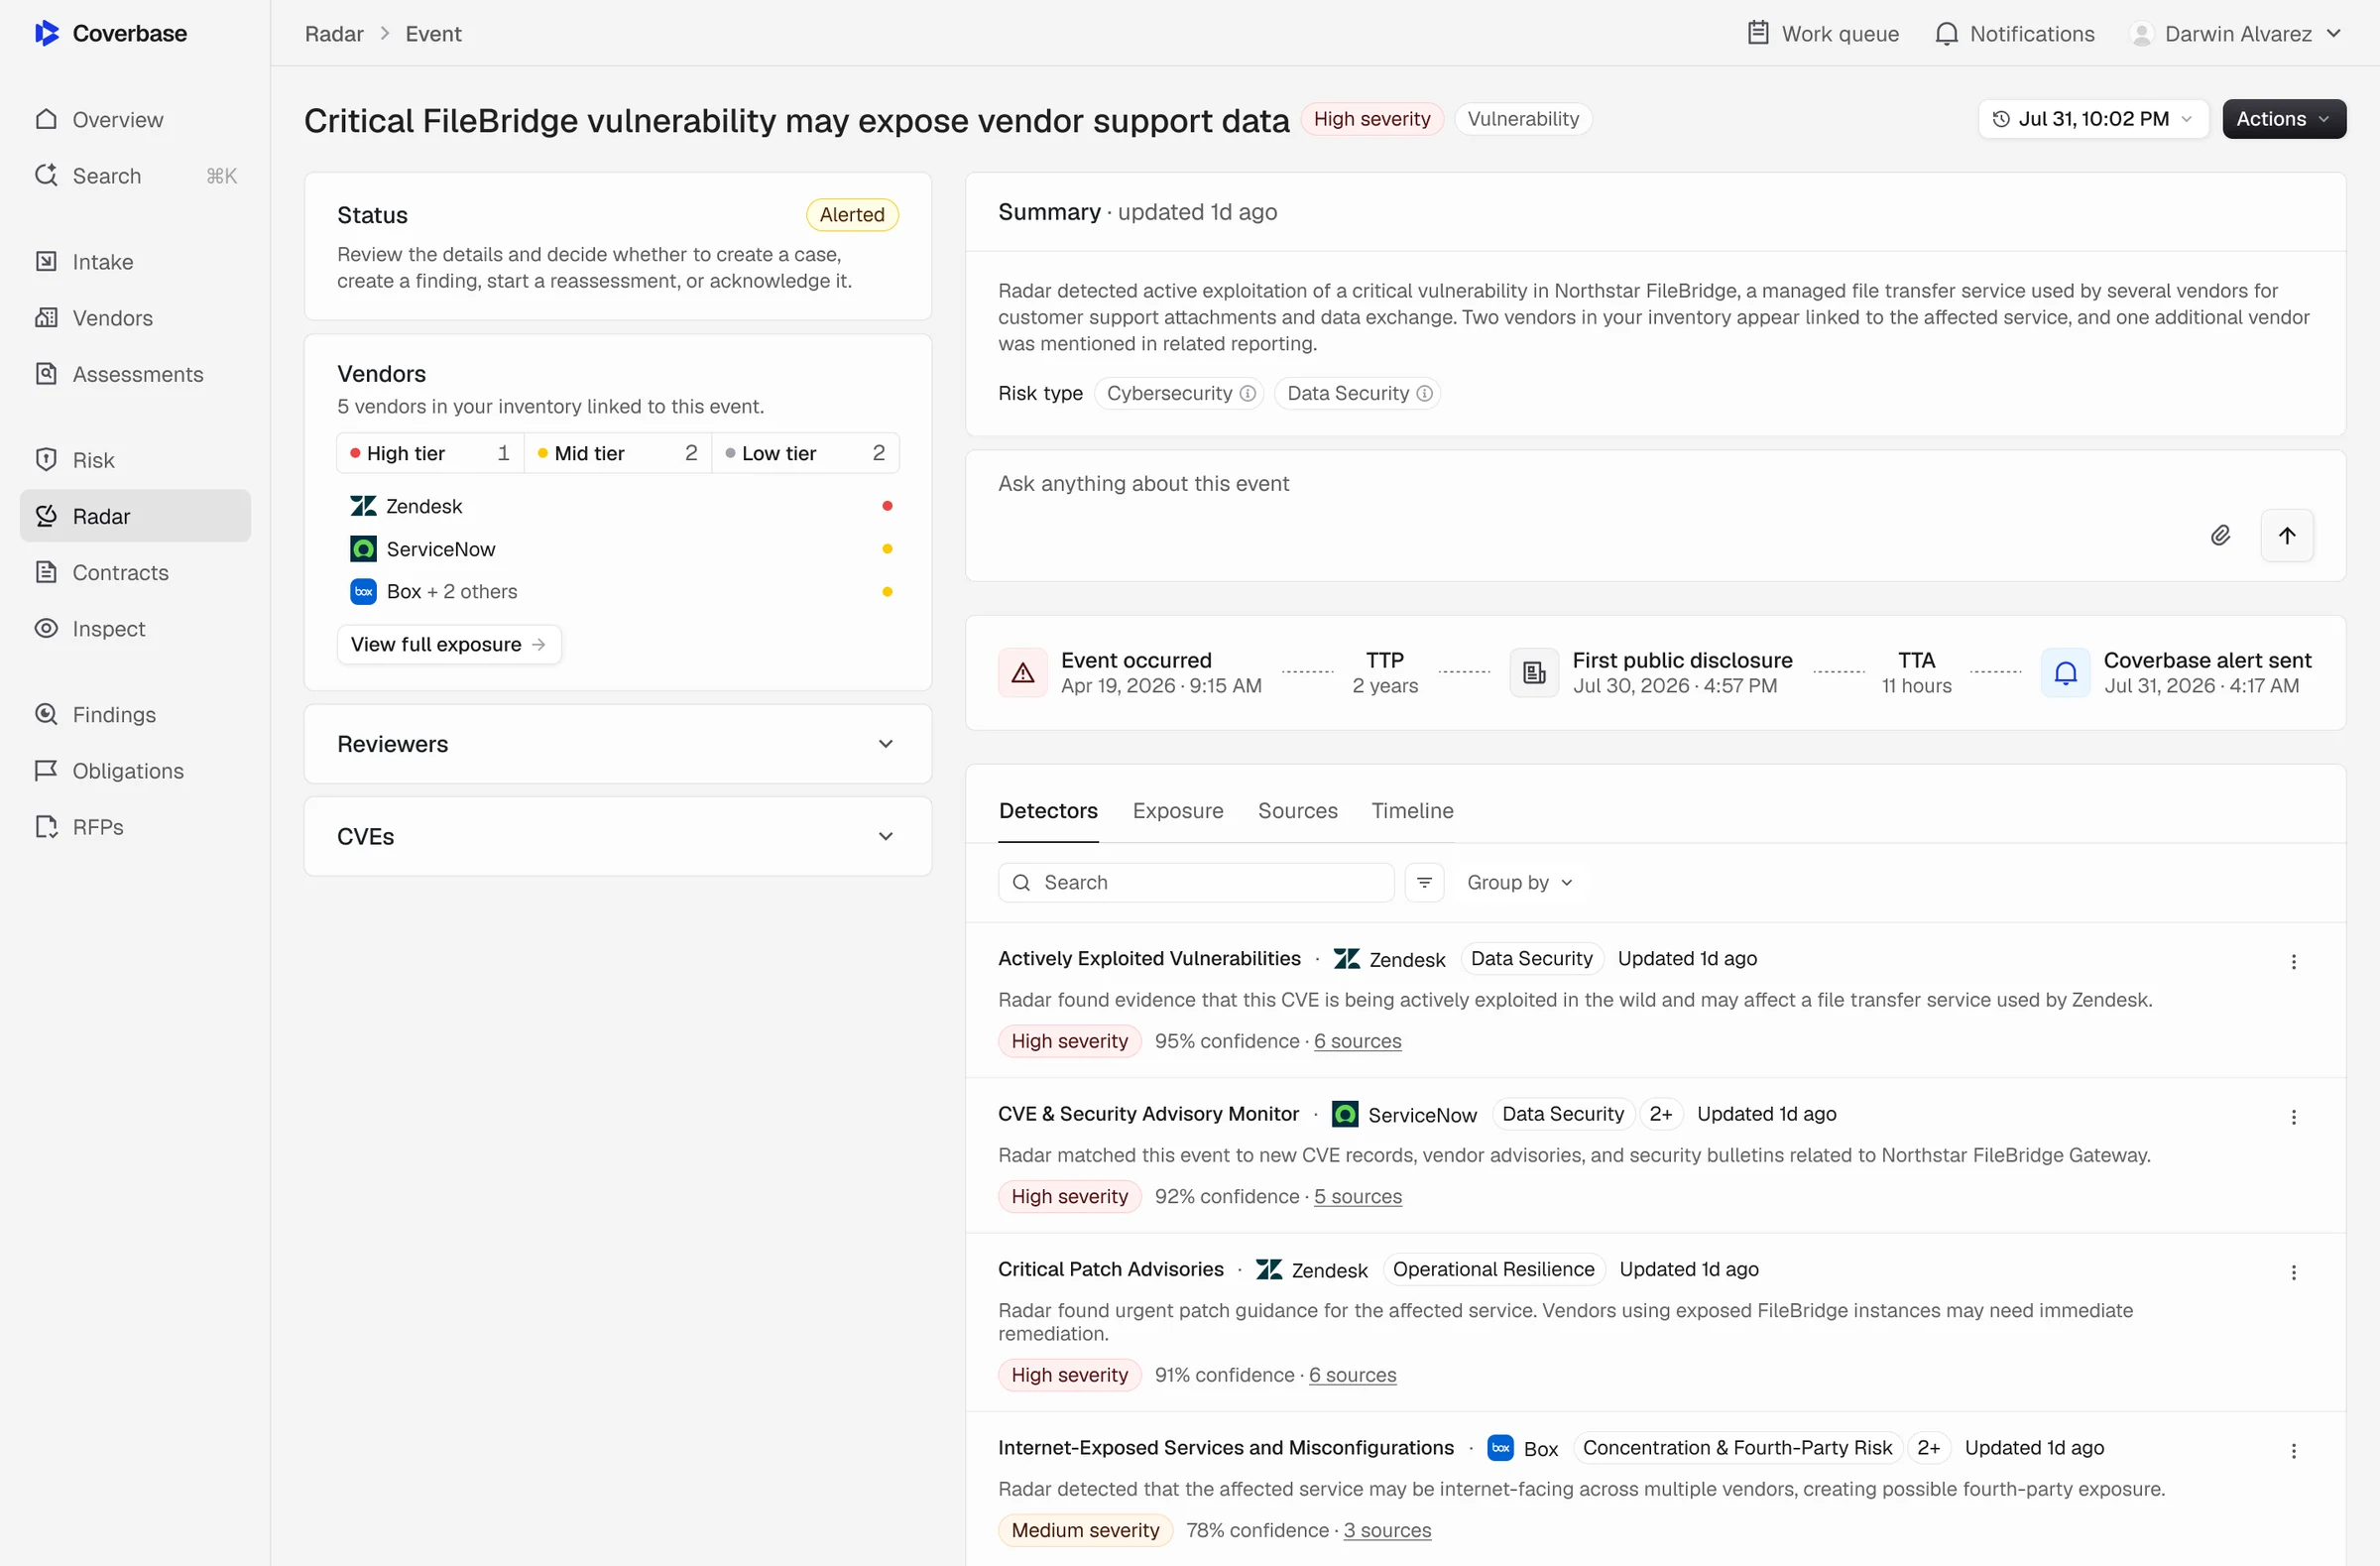 Coverbase
Overview
Search ⌘K
Intake
Vendors
Assessments
Risk
Radar
Contracts
Inspect
Findings
Obligations
RFPs
Radar > Event
Work queue
Notifications
Darwin Alvarez
Critical FileBridge vulnerability may expose vendor support data
High severity
Vulnerability
Jul 31, 10:02 PM
Actions
Status
Alerted
Review the details and decide whether to create a case,
create a finding, start a reassessment, or acknowledge it.
Vendors
5 vendors in your inventory linked to this event.
High tier 1
Mid tier 2
Low tier 2
Zendesk
ServiceNow
box Box + 2 others
View full exposure →
Reviewers
CVEs
Summary · updated 1d ago
Radar detected active exploitation of a critical vulnerability in Northstar FileBridge, a managed file transfer service used by several vendors for
customer support attachments and data exchange. Two vendors in your inventory appear linked to the affected service, and one additional vendor
was mentioned in related reporting.
Risk type Cybersecurity Data Security
Ask anything about this event
Event occurred
Apr 19, 2026 · 9:15 AM
TTP
2 years
First public disclosure
Jul 30, 2026 · 4:57 PM
TTA
11 hours
Coverbase alert sent
Jul 31, 2026 · 4:17 AM
Detectors Exposure Sources Timeline
Search
Group by
Actively Exploited Vulnerabilities · Zendesk Data Security Updated 1d ago
Radar found evidence that this CVE is being actively exploited in the wild and may affect a file transfer service used by Zendesk.
High severity 95% confidence · 6 sources
CVE & Security Advisory Monitor · ServiceNow Data Security 2+ Updated 1d ago
Radar matched this event to new CVE records, vendor advisories, and security bulletins related to Northstar FileBridge Gateway.
High severity 92% confidence · 5 sources
Critical Patch Advisories · Zendesk Operational Resilience Updated 1d ago
Radar found urgent patch guidance for the affected service. Vendors using exposed FileBridge instances may need immediate
remediation.
High severity 91% confidence · 6 sources
Internet-Exposed Services and Misconfigurations · box Box Concentration & Fourth-Party Risk 2+ Updated 1d ago
Radar detected that the affected service may be internet-facing across multiple vendors, creating possible fourth-party exposure.
Medium severity 78% confidence · 3 sources